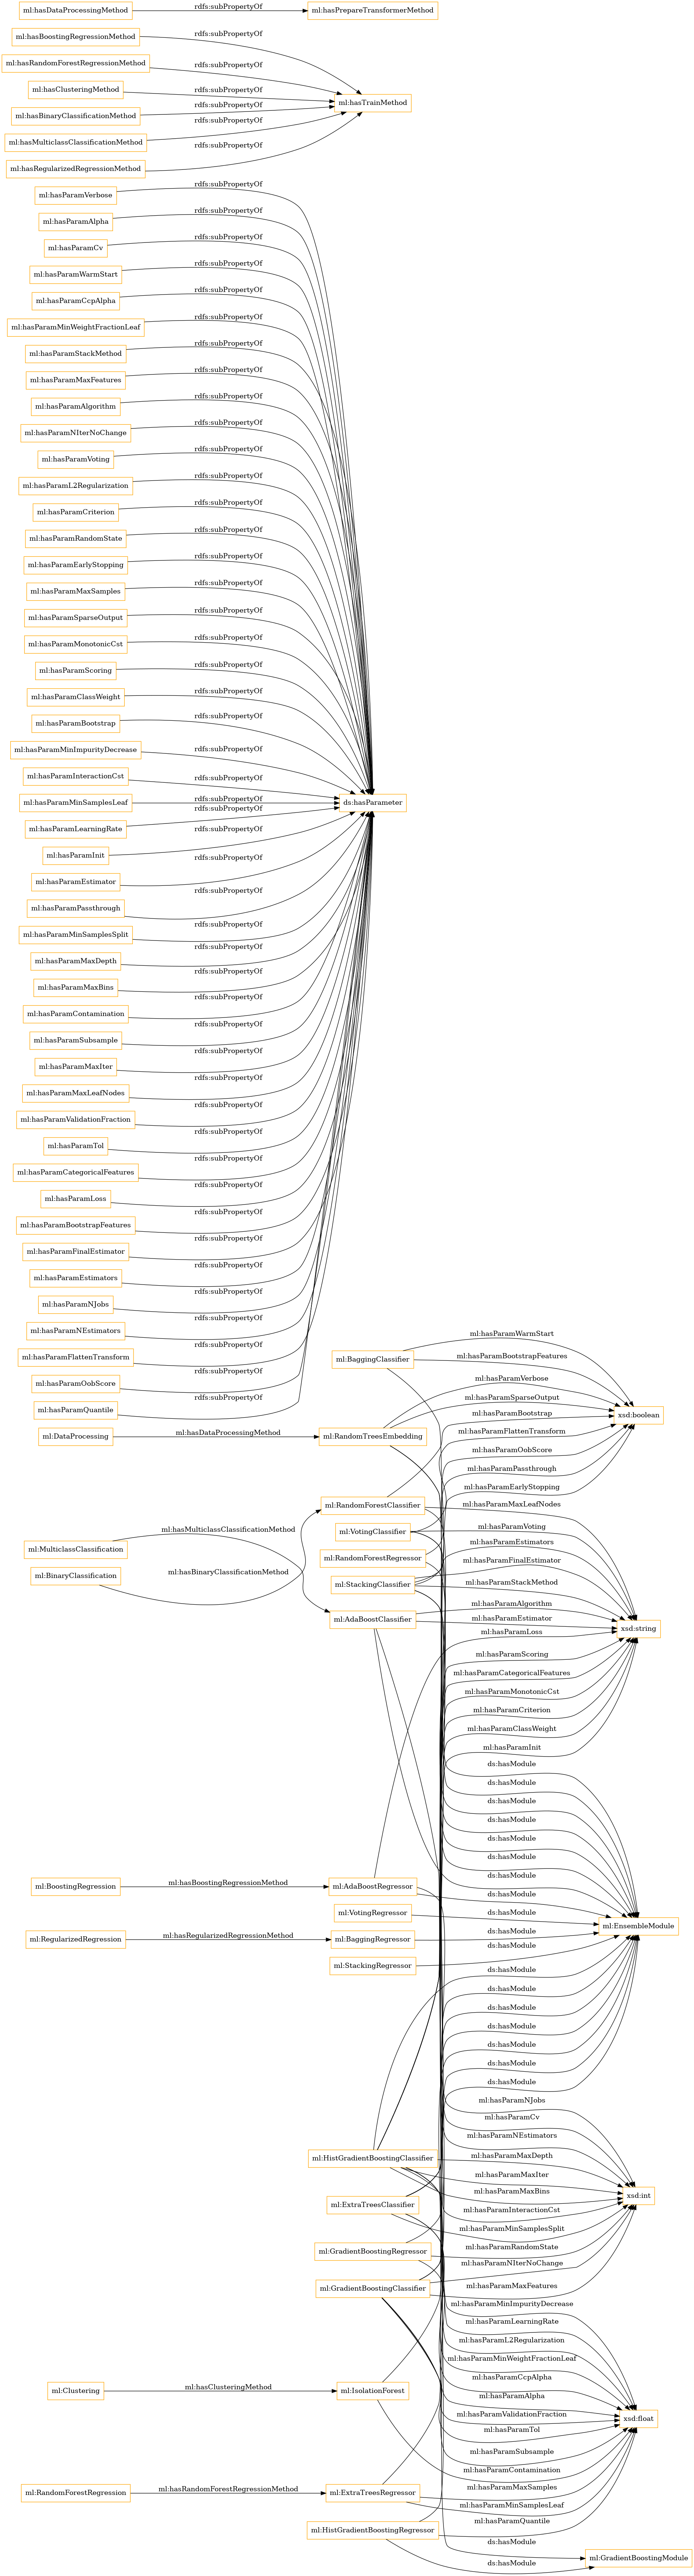 ml:hasDataProcessingMethod
rdfs:subPropertyOf
ml:hasPrepareTransformerMethod
ml:hasBoostingRegressionMethod
rdfs:subPropertyOf
ml:hasRandomForestRegressionMethod
rdfs:subPropertyOf
ml:hasClusteringMethod
rdfs:subPropertyOf
ml:hasTrainMethod
ml:hasBinaryClassificationMethod
rdfs:subPropertyOf
ml:hasMulticlassClassificationMethod
rdfs:subPropertyOf
ml:hasRegularizedRegressionMethod
rdfs:subPropertyOf
ml:hasParamVerbose
rdfs:subPropertyOf
ml:hasParamAlpha
rdfs:subPropertyOf
ml:hasParamCv
rdfs:subPropertyOf
ml:hasParamWarmStart
rdfs:subPropertyOf
ml:hasParamCcpAlpha
rdfs:subPropertyOf
ml:hasParamMinWeightFractionLeaf
rdfs:subPropertyOf
ml:hasParamStackMethod
rdfs:subPropertyOf
ml:hasParamMaxFeatures
rdfs:subPropertyOf
ml:hasParamAlgorithm
rdfs:subPropertyOf
ml:hasParamNIterNoChange
rdfs:subPropertyOf
ml:hasParamVoting
rdfs:subPropertyOf
ml:hasParamL2Regularization
rdfs:subPropertyOf
ml:hasParamCriterion
rdfs:subPropertyOf
ml:hasParamRandomState
rdfs:subPropertyOf
ml:hasParamEarlyStopping
rdfs:subPropertyOf
ml:hasParamMaxSamples
rdfs:subPropertyOf
ml:hasParamSparseOutput
rdfs:subPropertyOf
ml:hasParamMonotonicCst
rdfs:subPropertyOf
ml:hasParamScoring
rdfs:subPropertyOf
ml:hasParamClassWeight
rdfs:subPropertyOf
ml:hasParamBootstrap
rdfs:subPropertyOf
ml:hasParamMinImpurityDecrease
rdfs:subPropertyOf
ml:hasParamInteractionCst
rdfs:subPropertyOf
ml:hasParamMinSamplesLeaf
rdfs:subPropertyOf
ds:hasParameter
ml:hasParamLearningRate
rdfs:subPropertyOf
ml:hasParamInit
rdfs:subPropertyOf
ml:hasParamEstimator
rdfs:subPropertyOf
ml:hasParamPassthrough
rdfs:subPropertyOf
ml:hasParamMinSamplesSplit
rdfs:subPropertyOf
ml:hasParamMaxDepth
rdfs:subPropertyOf
ml:hasParamMaxBins
rdfs:subPropertyOf
ml:hasParamContamination
rdfs:subPropertyOf
ml:hasParamSubsample
rdfs:subPropertyOf
ml:hasParamMaxIter
rdfs:subPropertyOf
ml:hasParamMaxLeafNodes
rdfs:subPropertyOf
ml:hasParamValidationFraction
rdfs:subPropertyOf
ml:hasParamTol
rdfs:subPropertyOf
ml:hasParamCategoricalFeatures
rdfs:subPropertyOf
ml:hasParamLoss
rdfs:subPropertyOf
ml:hasParamBootstrapFeatures
rdfs:subPropertyOf
ml:hasParamFinalEstimator
rdfs:subPropertyOf
ml:hasParamEstimators
rdfs:subPropertyOf
ml:hasParamNJobs
rdfs:subPropertyOf
ml:hasParamNEstimators
rdfs:subPropertyOf
ml:hasParamFlattenTransform
rdfs:subPropertyOf
ml:hasParamOobScore
rdfs:subPropertyOf
ml:hasParamQuantile
rdfs:subPropertyOf
ml:BaggingClassifier
ml:hasParamWarmStart
ml:hasParamBootstrapFeatures
ml:hasParamVerbose
ml:hasParamSparseOutput
ml:hasParamBootstrap
xsd:boolean
ml:DataProcessing
ml:hasDataProcessingMethod
ml:RandomTreesEmbedding
ml:hasParamFlattenTransform
ml:hasParamOobScore
ml:hasParamPassthrough
ml:hasParamEarlyStopping
ml:RandomForestClassifier
ml:hasParamMaxLeafNodes
ml:MulticlassClassification
ml:hasMulticlassClassificationMethod
ml:VotingClassifier
ml:hasParamVoting
ml:hasParamEstimators
ml:RandomForestRegressor
ml:hasParamFinalEstimator
ml:BinaryClassification
ml:hasBinaryClassificationMethod
ml:StackingClassifier
ml:hasParamStackMethod
ml:hasParamAlgorithm
ml:AdaBoostClassifier
ml:hasParamEstimator
xsd:string
ml:hasParamLoss
ml:hasParamScoring
ml:hasParamCategoricalFeatures
ml:hasParamMonotonicCst
ml:hasParamCriterion
ml:hasParamClassWeight
ml:hasParamInit
ds:hasModule
ds:hasModule
ds:hasModule
ds:hasModule
ds:hasModule
ds:hasModule
ds:hasModule
ml:BoostingRegression
ml:hasBoostingRegressionMethod
ml:AdaBoostRegressor
ds:hasModule
ml:VotingRegressor
ds:hasModule
ml:EnsembleModule
ml:RegularizedRegression
ml:hasRegularizedRegressionMethod
ml:BaggingRegressor
ds:hasModule
ml:StackingRegressor
ds:hasModule
ds:hasModule
ds:hasModule
ds:hasModule
ds:hasModule
ds:hasModule
ds:hasModule
ds:hasModule
ml:hasParamNJobs
ml:hasParamCv
ml:hasParamNEstimators
ml:HistGradientBoostingClassifier
ml:hasParamMaxDepth
ml:hasParamMaxIter
ml:hasParamMaxBins
xsd:int
ml:ExtraTreesClassifier
ml:hasParamInteractionCst
ml:hasParamMinSamplesSplit
ml:GradientBoostingRegressor
ml:hasParamRandomState
ml:hasParamNIterNoChange
ml:GradientBoostingClassifier
ml:hasParamMaxFeatures
ml:hasParamMinImpurityDecrease
ml:hasParamLearningRate
ml:hasParamL2Regularization
ml:hasParamMinWeightFractionLeaf
ml:hasParamCcpAlpha
ml:Clustering
ml:hasClusteringMethod
ml:IsolationForest
ml:hasParamAlpha
ml:hasParamValidationFraction
xsd:float
ml:hasParamTol
ml:hasParamSubsample
ml:hasParamContamination
ml:hasParamMaxSamples
ml:RandomForestRegression
ml:hasRandomForestRegressionMethod
ml:ExtraTreesRegressor
ml:hasParamMinSamplesLeaf
ml:hasParamQuantile
ml:HistGradientBoostingRegressor
ds:hasModule
ml:GradientBoostingModule
ds:hasModule